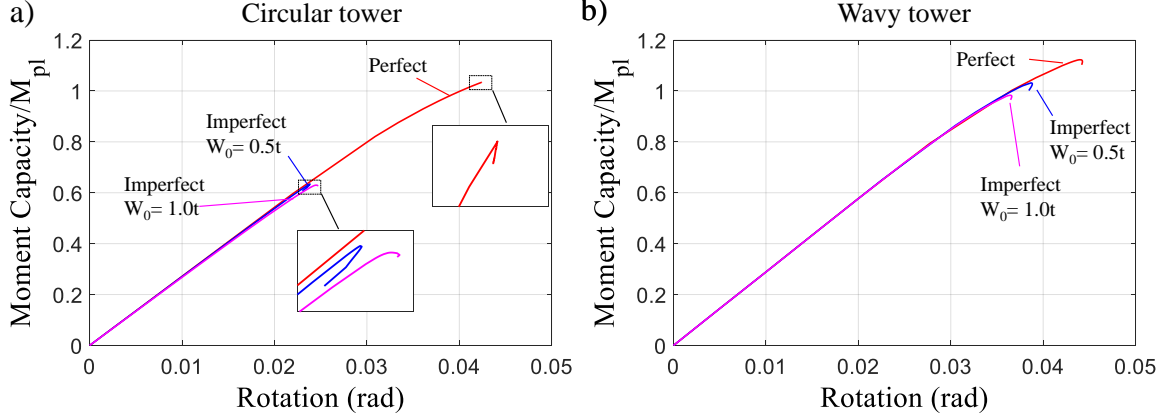 a)
Circular tower
Moment Capacity/M_pl
1.2
1
0.8
0.6
0.4
0.2
0
0
0.01
0.02
0.03
0.04
0.05
Rotation (rad)
Perfect
Imperfect
W₀= 0.5t
Imperfect
W₀= 1.0t
b)
Wavy tower
Moment Capacity/M_pl
1.2
1
0.8
0.6
0.4
0.2
0
0
0.01
0.02
0.03
0.04
0.05
Rotation (rad)
Perfect
Imperfect
W₀= 0.5t
Imperfect
W₀= 1.0t